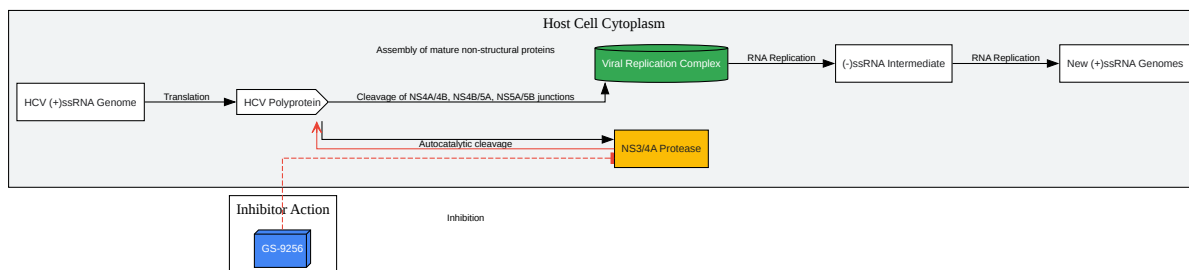 Host Cell Cytoplasm
Assembly of mature non-structural proteins
Viral Replication Complex
RNA Replication
(-)ssRNA Intermediate
RNA Replication
New (+)ssRNA Genomes
HCV (+)ssRNA Genome
Translation
HCV Polyprotein
Cleavage of NS4A/4B, NS4B/5A, NS5A/5B junctions
Autocatalytic cleavage
NS3/4A Protease
Inhibitor Action
Inhibition
GS-9256